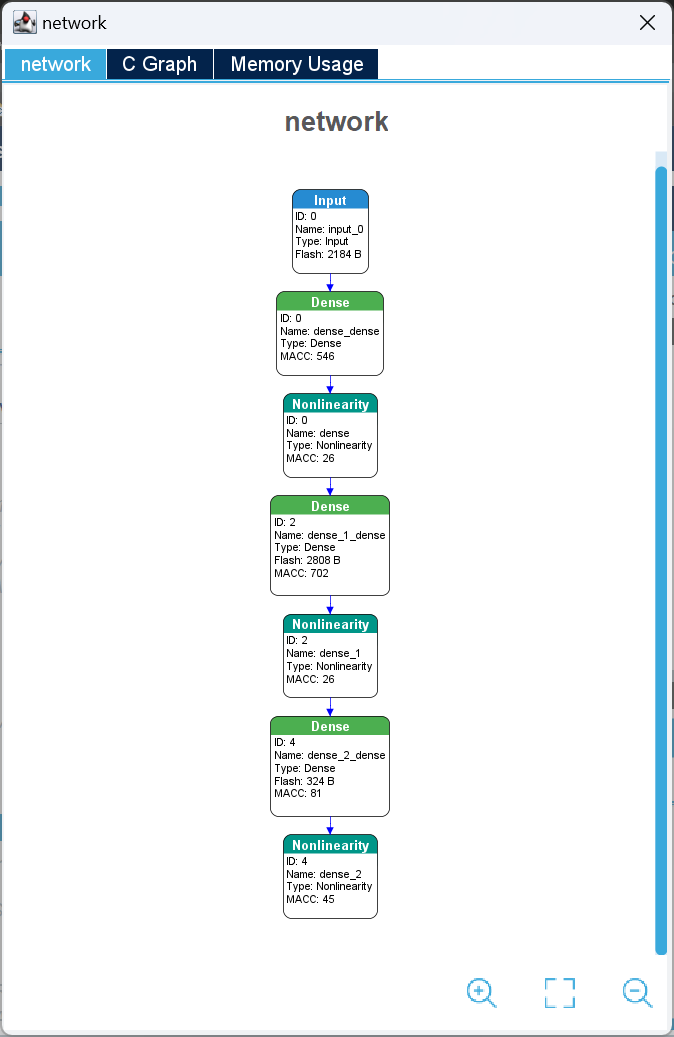 network
network
C Graph
Memory Usage
network
Input
ID: 0
Name: input_0
Type: Input
Flash: 2184 B
Dense
ID: 0
Name: dense_dense
Type: Dense
MACC: 546
Nonlinearity
ID: 0
Name: dense
Type: Nonlinearity
MACC: 26
Dense
ID: 2
Name: dense_1_dense
Type: Dense
Flash: 2808 B
MACC: 702
Nonlinearity
ID: 2
Name: dense_1
Type: Nonlinearity
MACC: 26
Dense
ID: 4
Name: dense_2_dense
Type: Dense
Flash: 324 B
MACC: 81
Nonlinearity
ID: 4
Name: dense_2
Type: Nonlinearity
MACC: 45